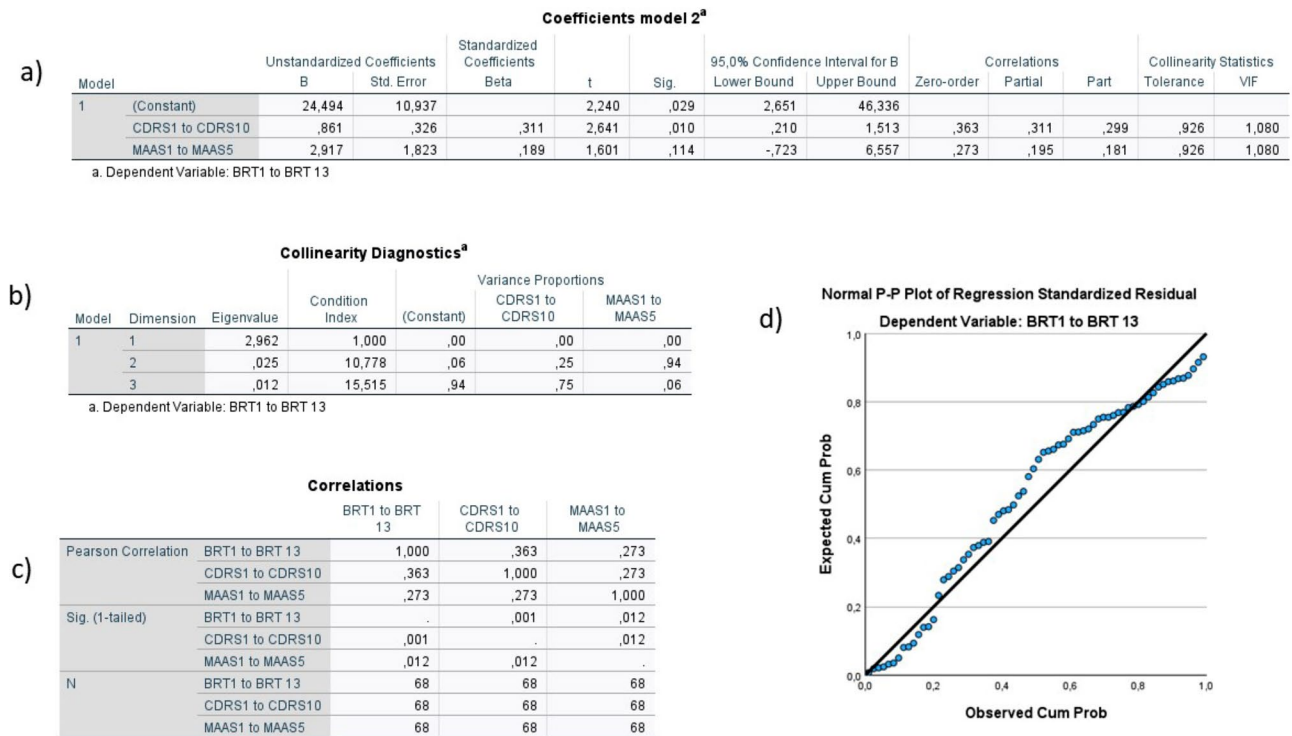 Coefficients model 2a
a)
Model Unstandardized Coefficients Standardized Coefficients t Sig. 95,0% Confidence Interval for B Correlations Collinearity Statistics
B Std. Error Beta Lower Bound Upper Bound Zero-order Partial Part Tolerance VIF
1 (Constant) 24,494 10,937 2,240 ,029 2,651 46,336
CDRS1 to CDRS10 ,861 ,326 ,311 2,641 ,010 ,210 1,513 ,363 ,311 ,299 ,926 1,080
MAAS1 to MAAS5 2,917 1,823 ,189 1,601 ,114 -,723 6,557 ,273 ,195 ,181 ,926 1,080
a. Dependent Variable: BRT1 to BRT 13
Collinearity Diagnosticsa
b)
Variance Proportions
Model Dimension Eigenvalue Condition Index (Constant) CDRS1 to CDRS10 MAAS1 to MAAS5
1 1 2,962 1,000 ,00 ,00 ,00
2 ,025 10,778 ,06 ,25 ,94
3 ,012 15,515 ,94 ,75 ,06
a. Dependent Variable: BRT1 to BRT 13
Correlations
c)
BRT1 to BRT 13 CDRS1 to CDRS10 MAAS1 to MAAS5
Pearson Correlation BRT1 to BRT 13 1,000 ,363 ,273
CDRS1 to CDRS10 ,363 1,000 ,273
MAAS1 to MAAS5 ,273 ,273 1,000
Sig. (1-tailed) BRT1 to BRT 13 . ,001 ,012
CDRS1 to CDRS10 ,001 . ,012
MAAS1 to MAAS5 ,012 ,012 .
N BRT1 to BRT 13 68 68 68
CDRS1 to CDRS10 68 68 68
MAAS1 to MAAS5 68 68 68
d)
Normal P-P Plot of Regression Standardized Residual
Dependent Variable: BRT1 to BRT 13
Expected Cum Prob
1,0
0,8
0,6
0,4
0,2
0,0
0,0 0,2 0,4 0,6 0,8 1,0
Observed Cum Prob